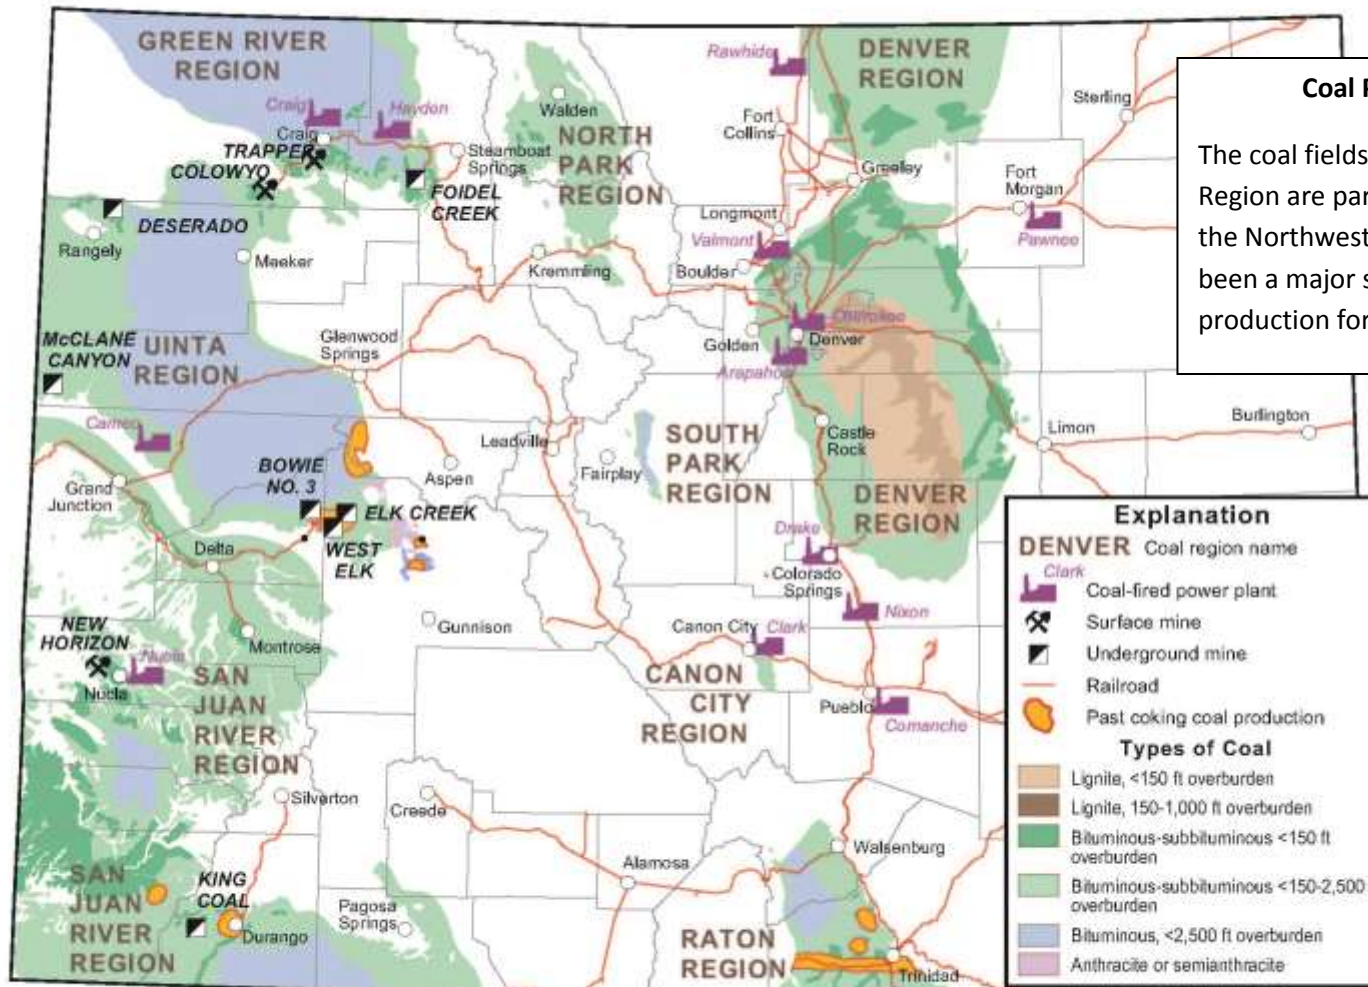 GREEN RIVER
REGION
DENVER
REGION
Rawhide
Sterling
Coal
Craig
Hayden
Craig
Walden
NORTH
PARK
REGION
Fort
Collins
TRAPPER
COLOWYO
Steamboat
Springs
FOIDEL
CREEK
Greeley
Fort
Morgan
Pawnee
The coal fields
Region are
the Northwest
been a major
production for
DESERADO
Rangely
Meeker
Kremmling
Longmont
Valmont
Boulder
McCLANE
CANYON
UINTA
REGION
Glenwood
Springs
Golden
Cherokee
Denver
Arapahoe
Cameo
Grand
Junction
BOWIE
NO. 3
ELK CREEK
WEST
ELK
Aspen
Leadville
Fairplay
SOUTH
PARK
REGION
Castle
Rock
DENVER
REGION
Limon
Burlington
Delta
Montrose
Gunnison
Drake
Colorado
Springs
Nixon
Canon City
Clark
CANON
CITY
REGION
Pueblo
Comanche
NEW
HORIZON
Nucla
Nucla
SAN
JUAN
RIVER
REGION
Silverton
Creede
Alamosa
Walsenburg
SAN
JUAN
RIVER
REGION
KING
COAL
Durango
Pagosa
Springs
RATON
REGION
Trinidad
Explanation
DENVER Coal region name
Clark
Coal-fired power plant
Surface mine
Underground mine
Railroad
Past coking coal production
Types of Coal
Lignite, <150 ft overburden
Lignite, 150-1,000 ft overburden
Bituminous-subbituminous <150 ft
overburden
Bituminous-subbituminous <150-2,500
overburden
Bituminous, <2,500 ft overburden
Anthracite or semianthracite